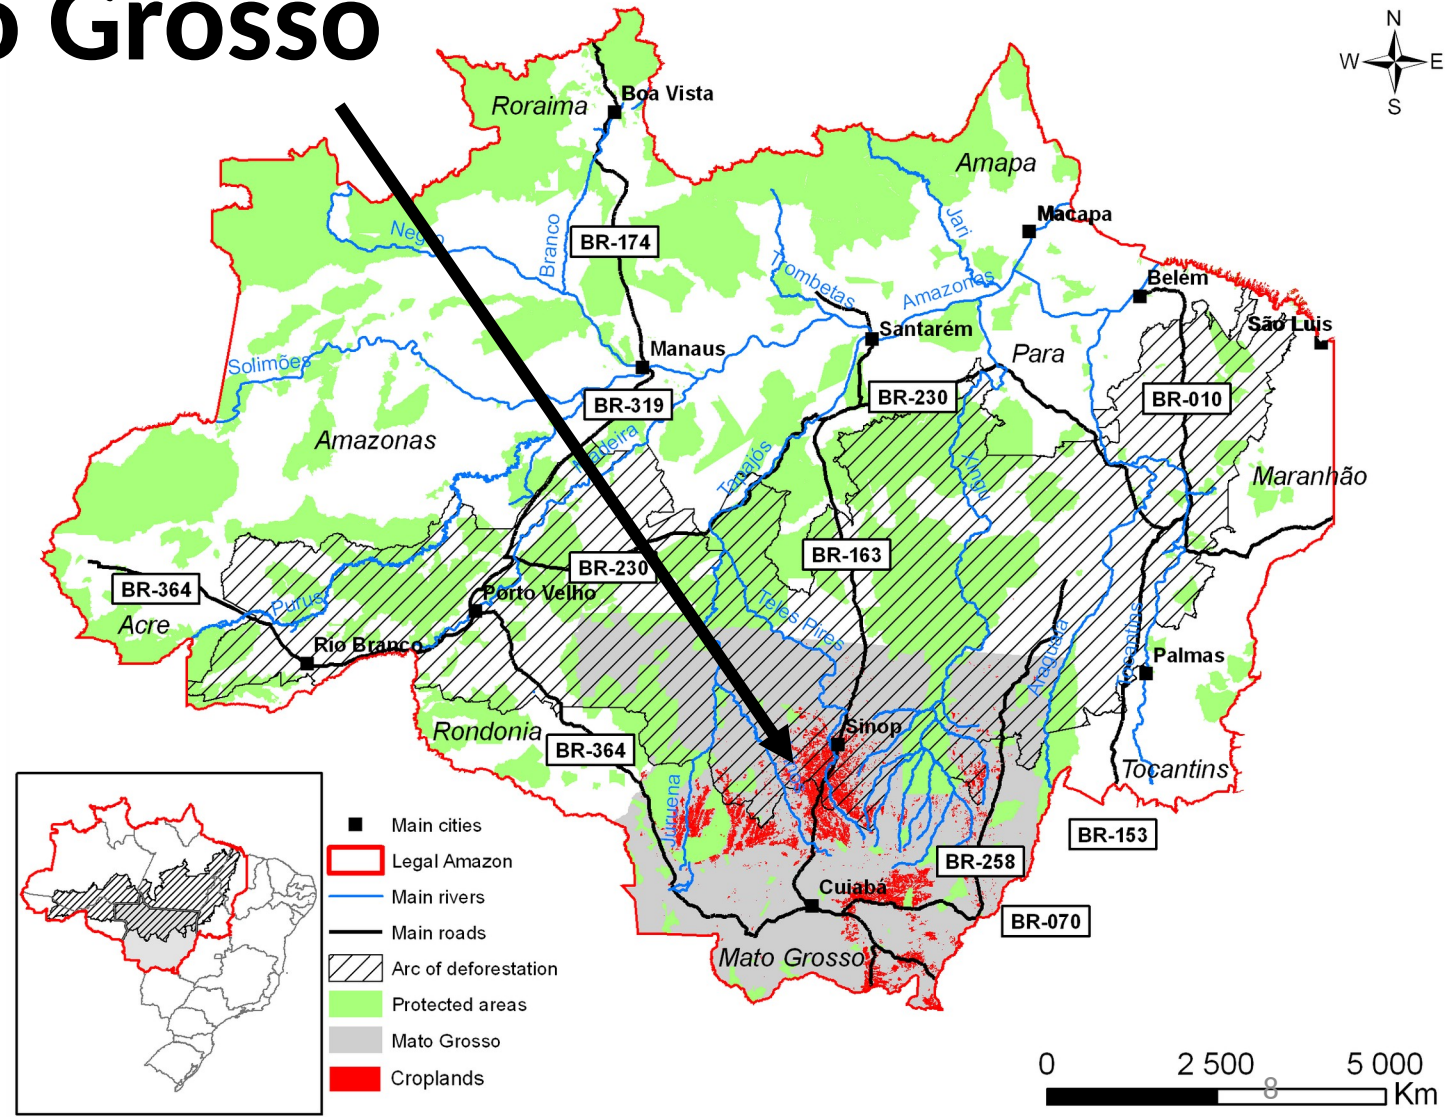 o Grosso
N
W
E
S
Boa Vista
Roraima
Amapa
Macapa
Jari
Negro
Branco
BR-174
Trombetas
Amazonas
Belém
Santarém
São Luis
Manaus
Para
Solimões
BR-319
BR-230
BR-010
Amazonas
Madeira
Tapajós
Xingu
Maranhão
BR-163
BR-230
BR-364
Porto Velho
Purus
Teles Pires
Acre
Rio Branco
Araguaia
Tocantins
Palmas
Sinop
Rondonia
BR-364
Tocantins
Juruena
BR-153
BR-258
Cuiabá
BR-070
Mato Grosso
Main cities
Legal Amazon
Main rivers
Main roads
Arc of deforestation
Protected areas
Mato Grosso
Croplands
0 2 500 5 000
8
Km